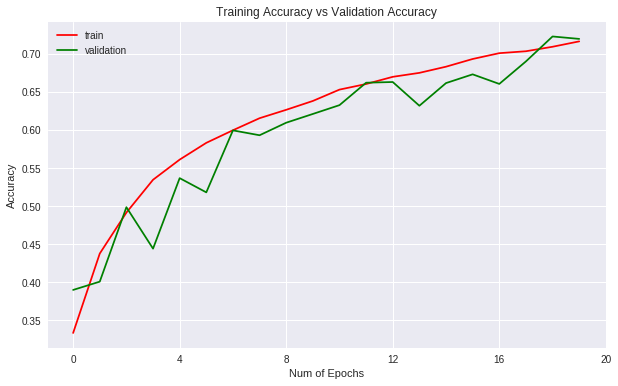 Training Accuracy vs Validation Accuracy
train
validation
0.70
0.65
0.60
0.55
0.50
0.45
0.40
0.35
Accuracy
0 4 8 12 16 20
Num of Epochs